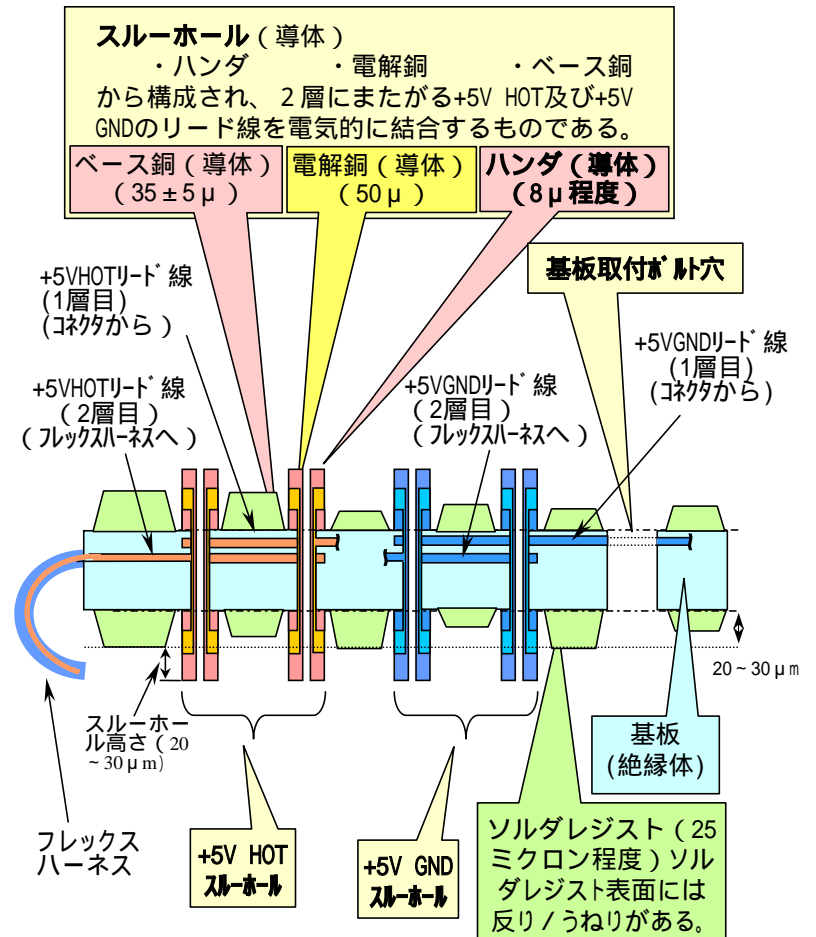 スルーホール（導体）
・ハンダ　・電解銅　・ベース銅
から構成され、２層にまたがる+5V HOT及び+5V
GNDのリード線を電気的に結合するものである。
ベース銅（導体）
（35±5μ）
電解銅（導体）
（50μ）
ハンダ（導体）
（8μ程度）
+5VHOTリード線
(1層目)
(コネクタから）
基板取付ボルト穴
+5VGNDリード線
(1層目)
(コネクタから)
+5VHOTリード線
（2層目）
（フレックスハーネスへ）
+5VGNDリード線
（2層目）
（フレックスハーネスへ）
20～30μm
スルーホー
ル高さ（20
～30μm）
基板
(絶縁体)
フレックス
ハーネス
+5V HOT
スルーホール
+5V GND
スルーホール
ソルダレジスト（25
ミクロン程度）ソル
ダレジスト表面には
反り/うねりがある。